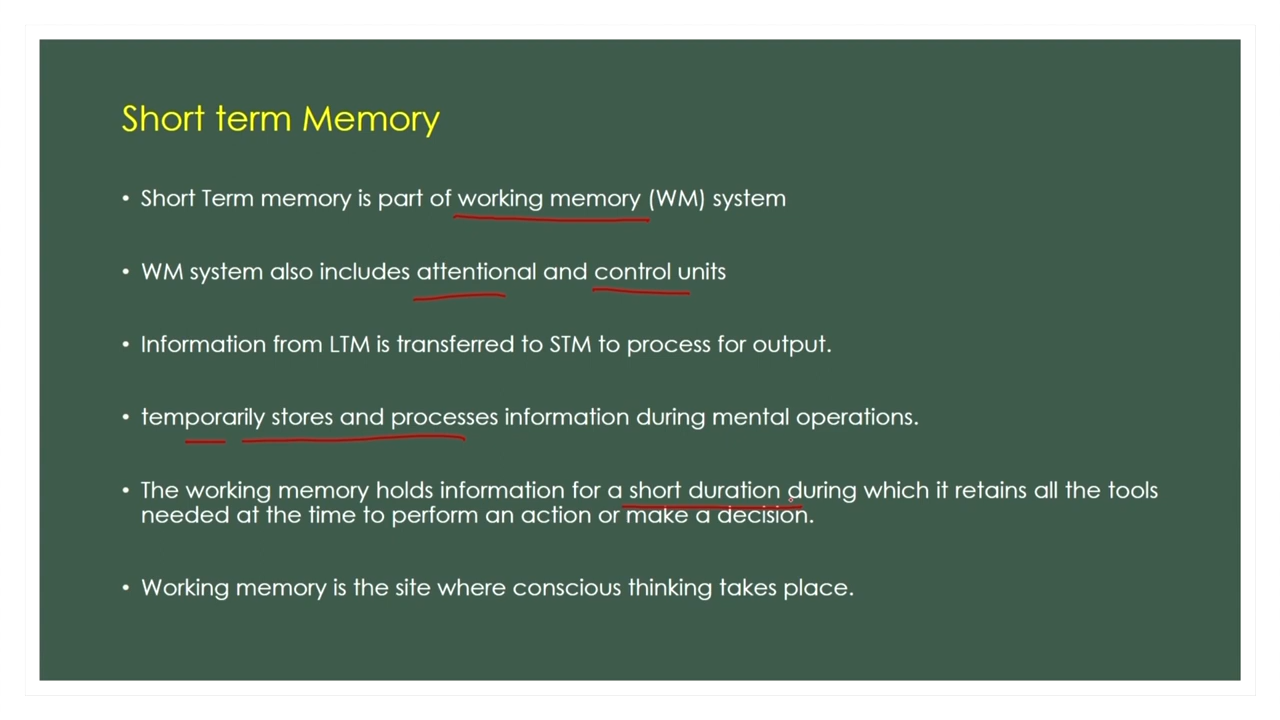 Short term Memory
• Short Term memory is part of working memory (WM) system
• WM system also includes attentional and control units
• Information from LTM is transferred to STM to process for output.
• temporarily stores and processes information during mental operations.
• The working memory holds information for a short duration during which it retains all the tools
needed at the time to perform an action or make a decision.
• Working memory is the site where conscious thinking takes place.